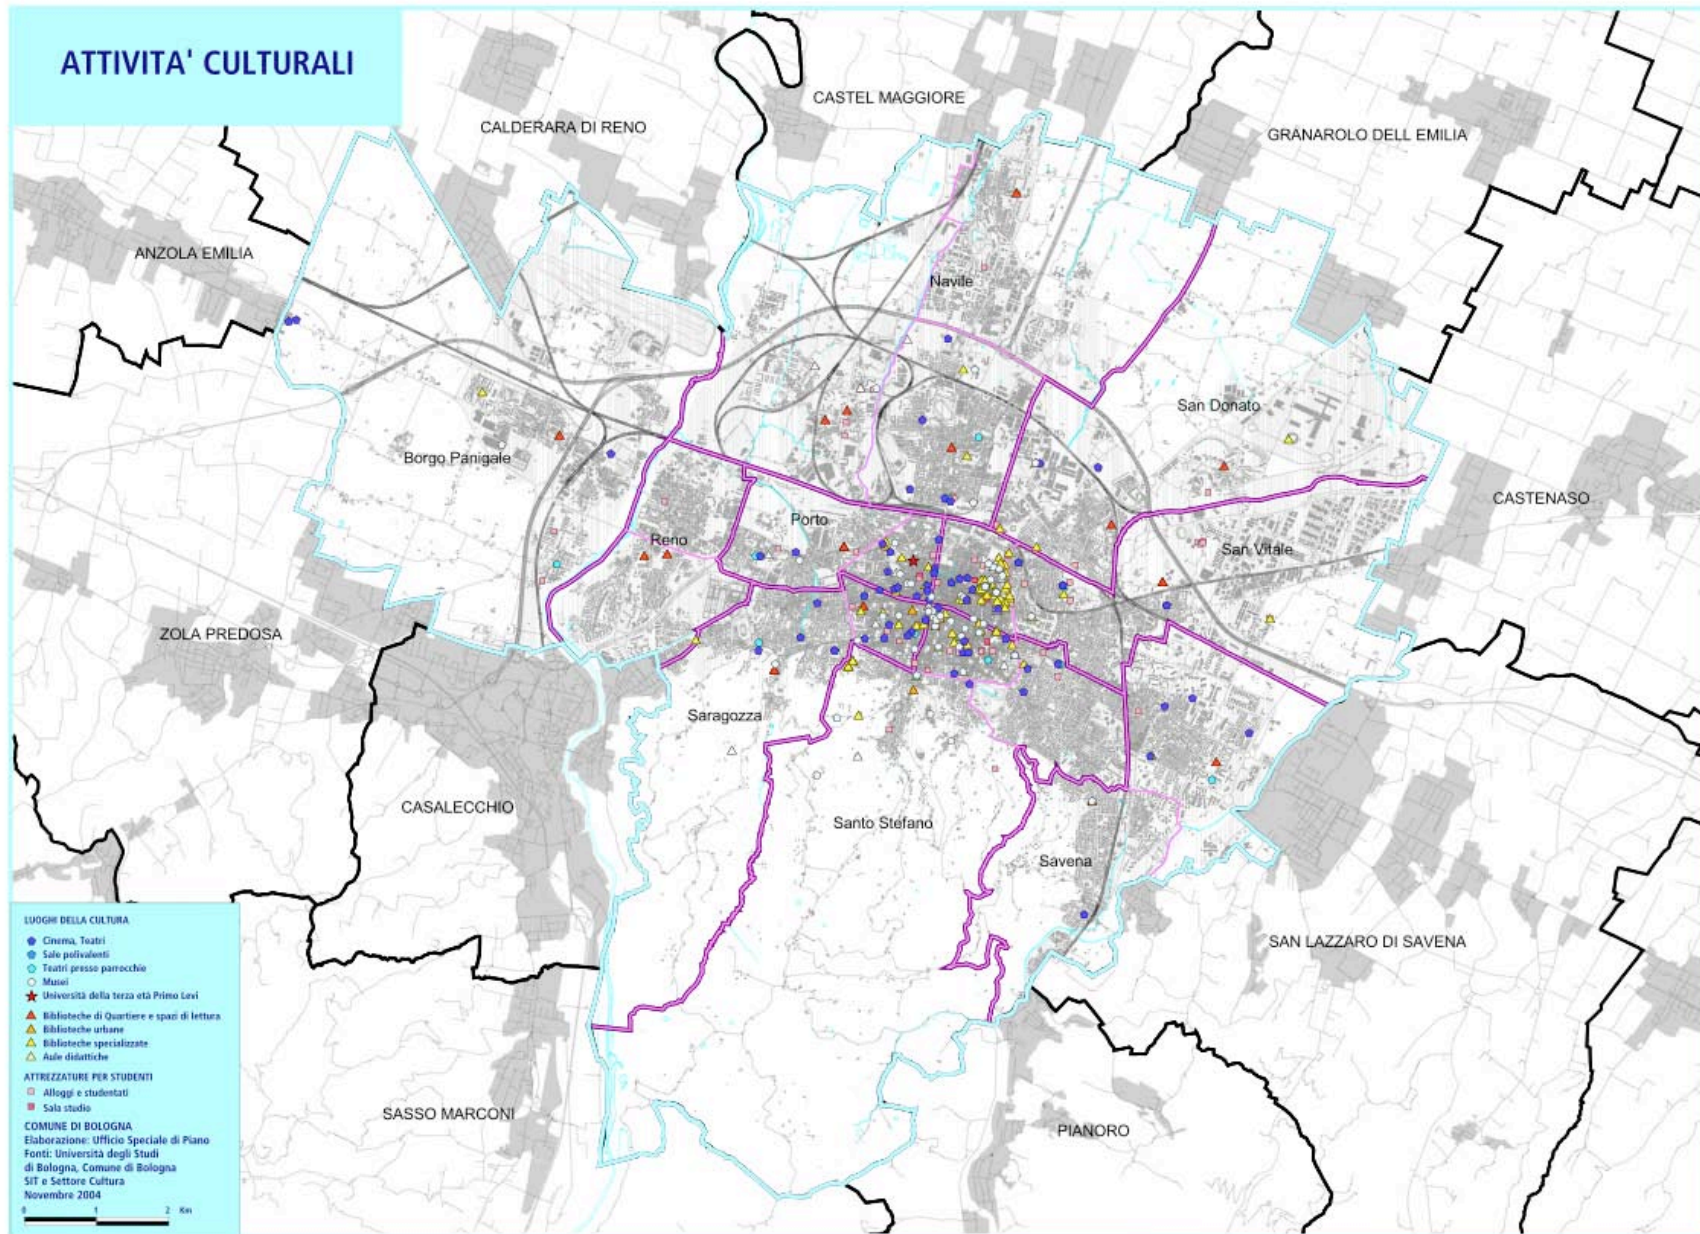 ATTIVITA' CULTURALI
CASTEL MAGGIORE
CALDERARA DI RENO
GRANAROLO DELL EMILIA
ANZOLA EMILIA
Navile
San Donato
Borgo Panigale
CASTENASO
Porto
Reno
San Vitale
ZOLA PREDOSA
Saragozza
CASALECCHIO
Santo Stefano
Savena
SAN LAZZARO DI SAVENA
SASSO MARCONI
PIANORO
LUOGHI DELLA CULTURA
Cinema, Teatri
Sale polivalenti
Teatri presso parrocchie
Musei
Università della terza età Primo Levi
Biblioteche di Quartiere e spazi di lettura
Biblioteche urbane
Biblioteche specializzate
Aule didattiche
ATTREZZATURE PER STUDENTI
Alloggi e studentati
Sala studio
COMUNE DI BOLOGNA
Elaborazione: Ufficio Speciale di Piano
Fonti: Università degli Studi
di Bologna, Comune di Bologna
SIT e Settore Cultura
Novembre 2004
0 1 2 Km